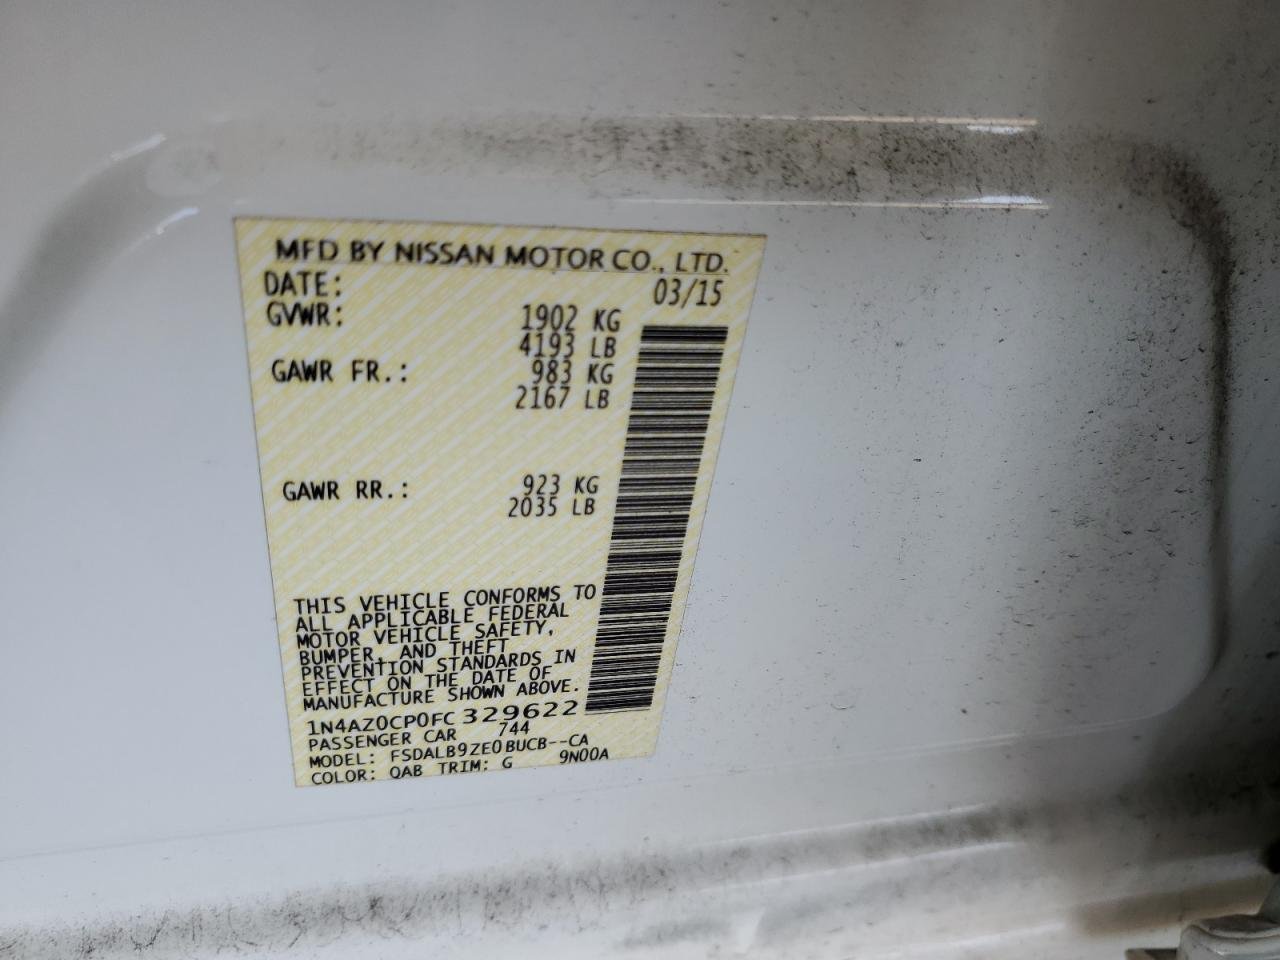 MFD BY NISSAN MOTOR CO., LTD.
DATE: 03/15
GVWR: 1902 KG
4193 LB
GAWR FR.: 983 KG
2167 LB
GAWR RR.: 923 KG
2035 LB
THIS VEHICLE CONFORMS TO
ALL APPLICABLE FEDERAL
MOTOR VEHICLE SAFETY,
BUMPER, AND THEFT
PREVENTION STANDARDS IN
EFFECT ON THE DATE OF
MANUFACTURE SHOWN ABOVE.
1N4AZ0CP0FC329622
PASSENGER CAR 744
MODEL: FSDALB9ZE0BUCB--CA
COLOR: QAB TRIM: G 9N00A